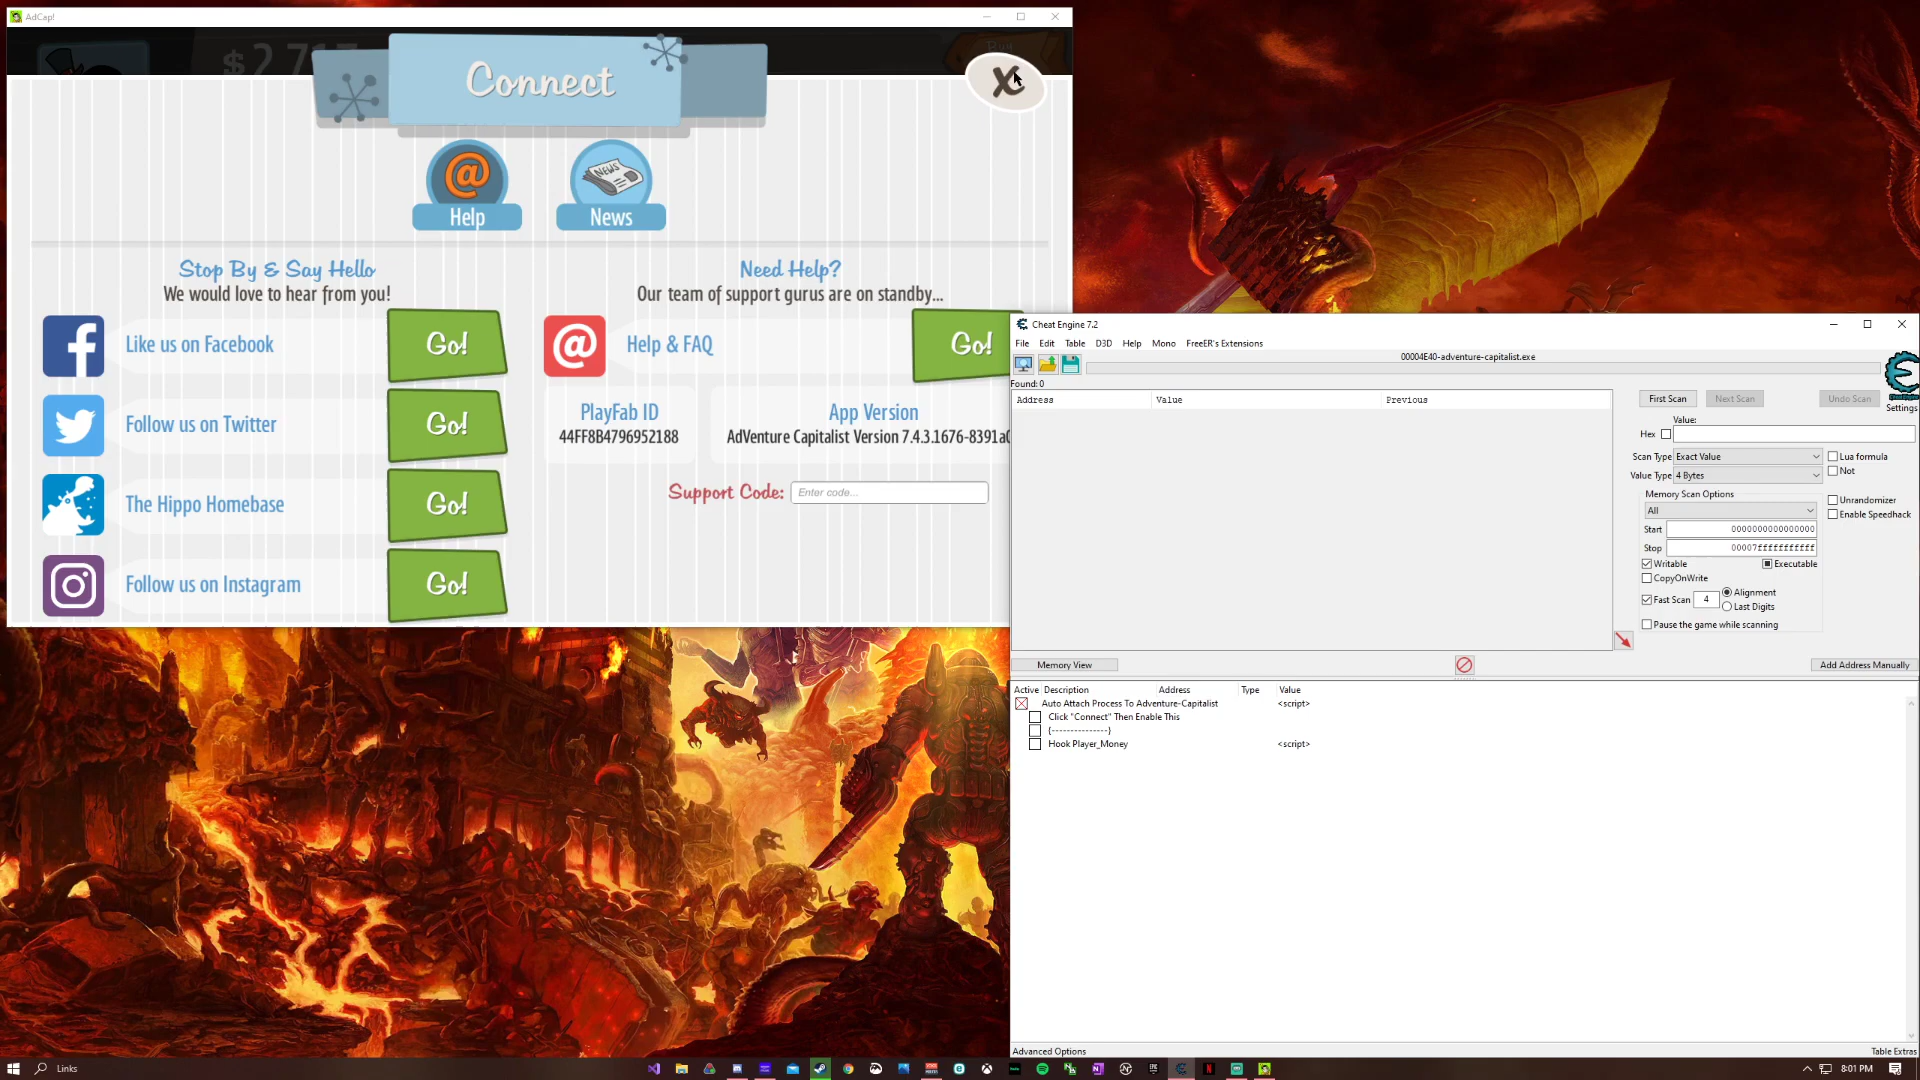 AdCap!
$2,717
Buy
Connect
X
@
Help
NEWS
News
Stop By & Say Hello
We would love to hear from you!
Like us on Facebook
Go!
Follow us on Twitter
Go!
The Hippo Homebase
Go!
Follow us on Instagram
Go!
Need Help?
Our team of support gurus are on standby...
@
Help & FAQ
Go!
PlayFab ID
44FF8B4796952188
App Version
AdVenture Capitalist Version 7.4.3.1676-8391a0
Support Code:
Enter code...
Cheat Engine 7.2
File Edit Table D3D Help Mono FreeER's Extensions
00004E40-adventure-capitalist.exe
Found: 0
Address Value Previous
First Scan Next Scan Undo Scan
Settings
Value:
Hex
Scan Type Exact Value
Lua formula
Not
Value Type 4 Bytes
Memory Scan Options
All
Unrandomizer
Enable Speedhack
Start 0000000000000000
Stop 00007fffffffffff
Writable Executable
CopyOnWrite
Fast Scan 4 Alignment
Last Digits
Pause the game while scanning
Memory View
Add Address Manually
Active Description Address Type Value
Auto Attach Process To Adventure-Capitalist <script>
Click "Connect" Then Enable This
{---------------}
Hook Player_Money <script>
Advanced Options
Table Extras
Links
8:01 PM